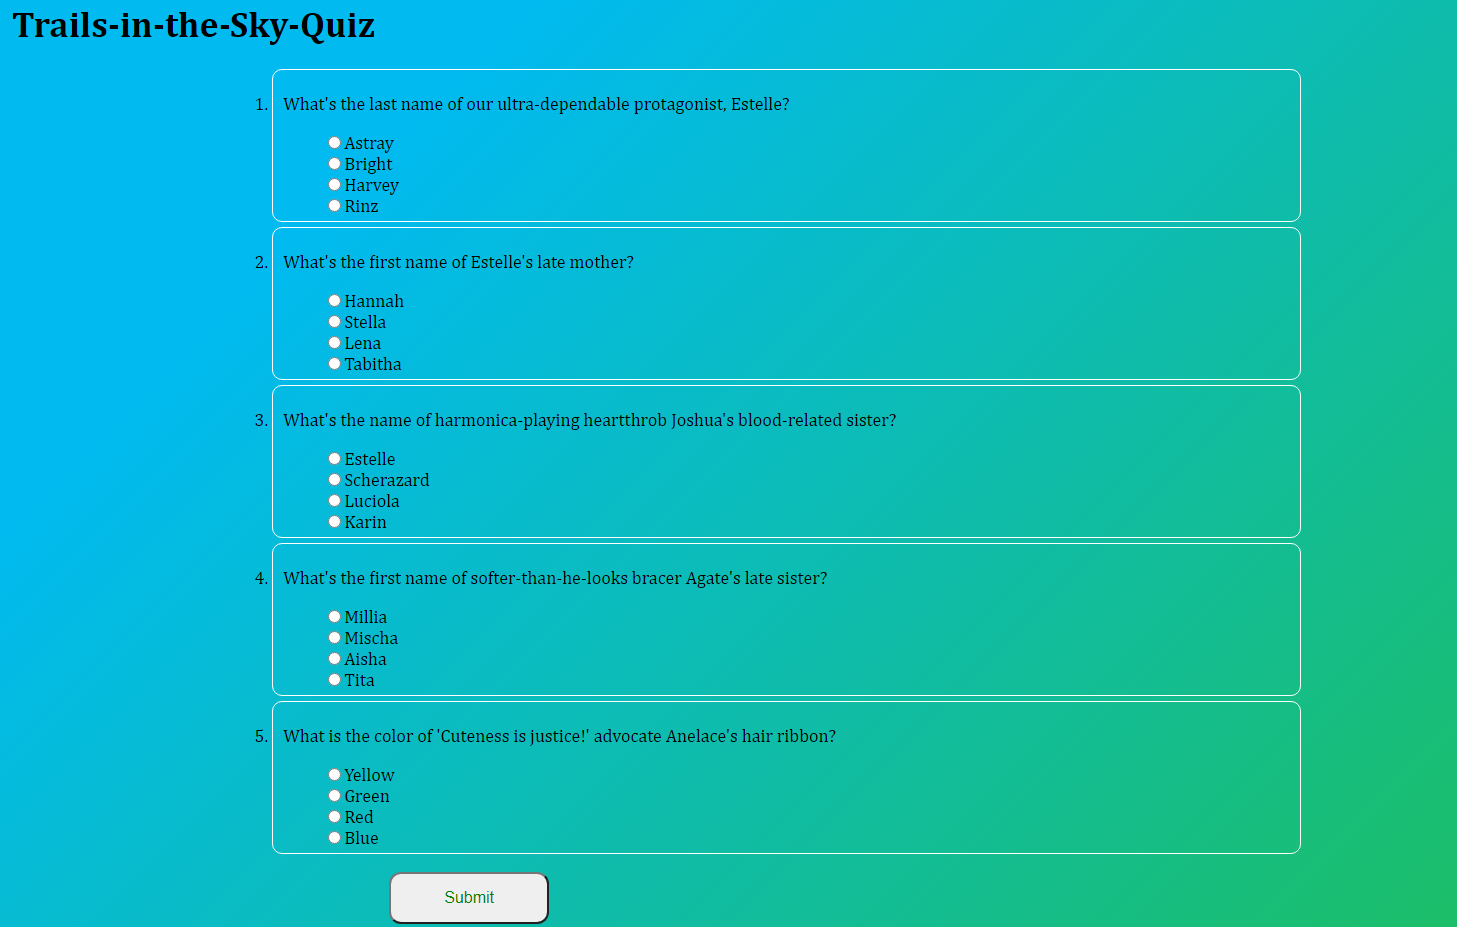 Trails-in-the-Sky-Quiz
1. What's the last name of our ultra-dependable protagonist, Estelle?
Astray
Bright
Harvey
Rinz
2. What's the first name of Estelle's late mother?
Hannah
Stella
Lena
Tabitha
3. What's the name of harmonica-playing heartthrob Joshua's blood-related sister?
Estelle
Scherazard
Luciola
Karin
4. What's the first name of softer-than-he-looks bracer Agate's late sister?
Millia
Mischa
Aisha
Tita
5. What is the color of 'Cuteness is justice!' advocate Anelace's hair ribbon?
Yellow
Green
Red
Blue
Submit